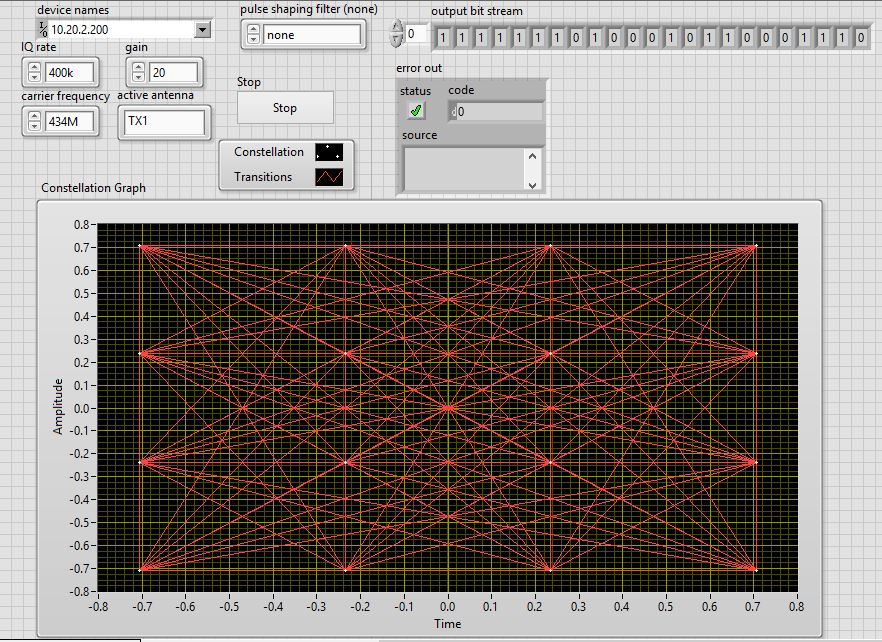 device names
10.20.2.200
IQ rate
gain
400k
20
carrier frequency
active antenna
434M
TX1
pulse shaping filter (none)
none
Stop
Stop
Constellation
Transitions
0
output bit stream
1 1 1 1 1 1 1 0 1 0 0 0 1 0 1 1 0 1 0 0 0 1 1 1 0
error out
status
code
0
source
Constellation Graph
Amplitude
0.8
0.7
0.6
0.5
0.4
0.3
0.2
0.1
0.0
-0.1
-0.2
-0.3
-0.4
-0.5
-0.6
-0.7
-0.8
-0.8 -0.7 -0.6 -0.5 -0.4 -0.3 -0.2 -0.1 0.0 0.1 0.2 0.3 0.4 0.5 0.6 0.7 0.8
Time